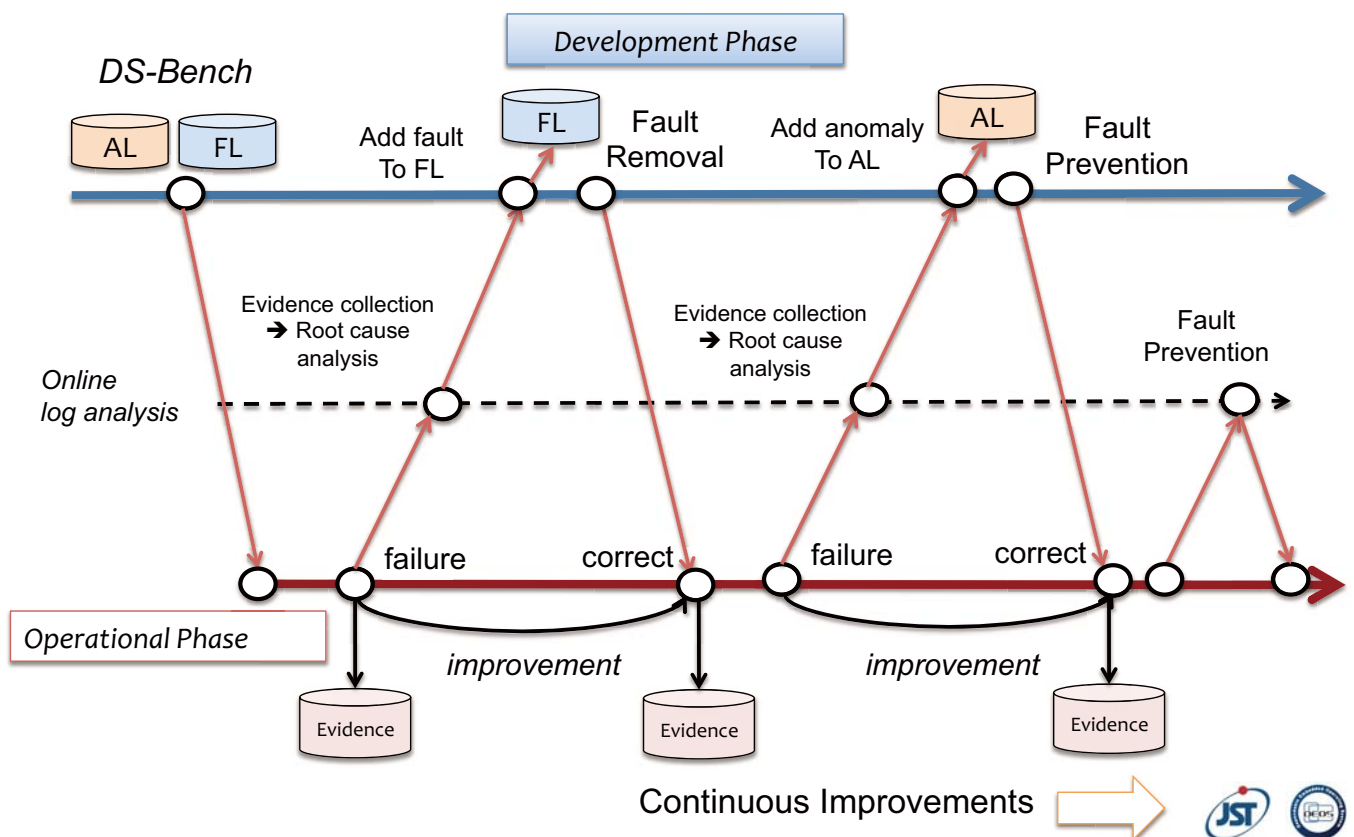 Development Phase
DS-Bench
AL
FL
Add fault
To FL
FL
Fault
Removal
Add anomaly
To AL
AL
Fault
Prevention
Evidence collection
➔ Root cause
analysis
Evidence collection
➔ Root cause
analysis
Fault
Prevention
Online
log analysis
failure
correct
failure
correct
Operational Phase
improvement
improvement
Evidence
Evidence
Evidence
Continuous Improvements
JST
DEOS